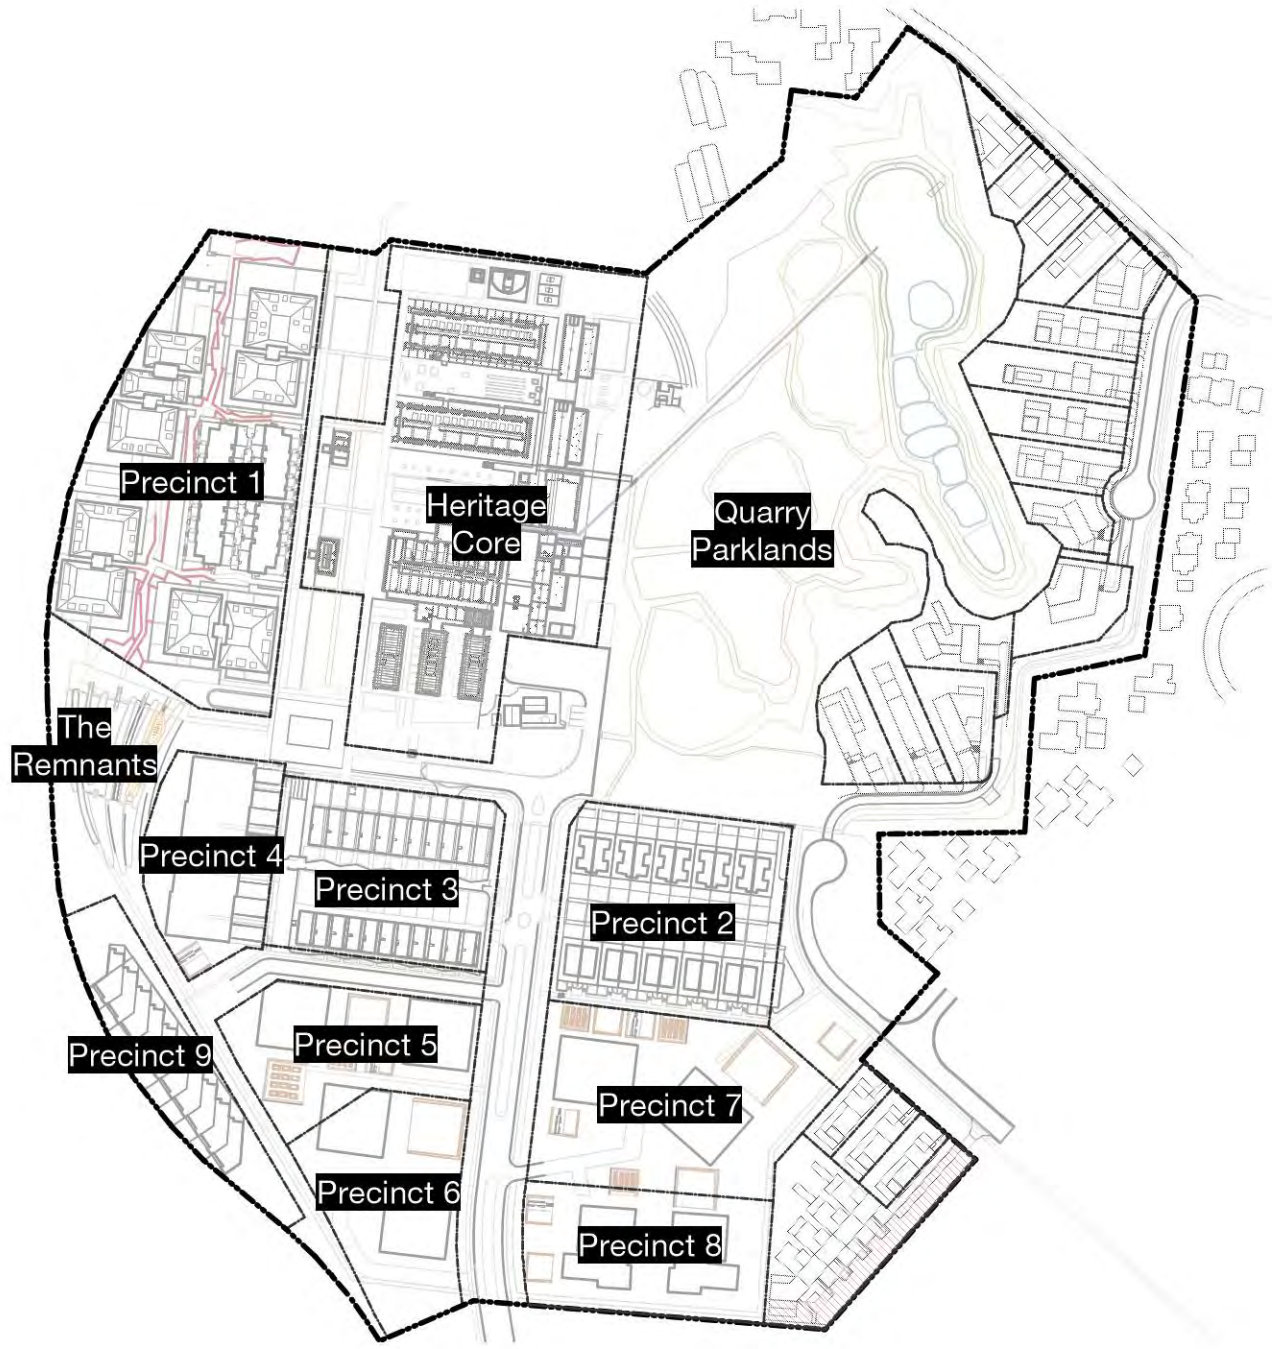 Precinct 1
Heritage
Core
Quarry
Parklands
The
Remnants
Precinct 4
Precinct 3
Precinct 2
Precinct 5
Precinct 9
Precinct 7
Precinct 6
Precinct 8